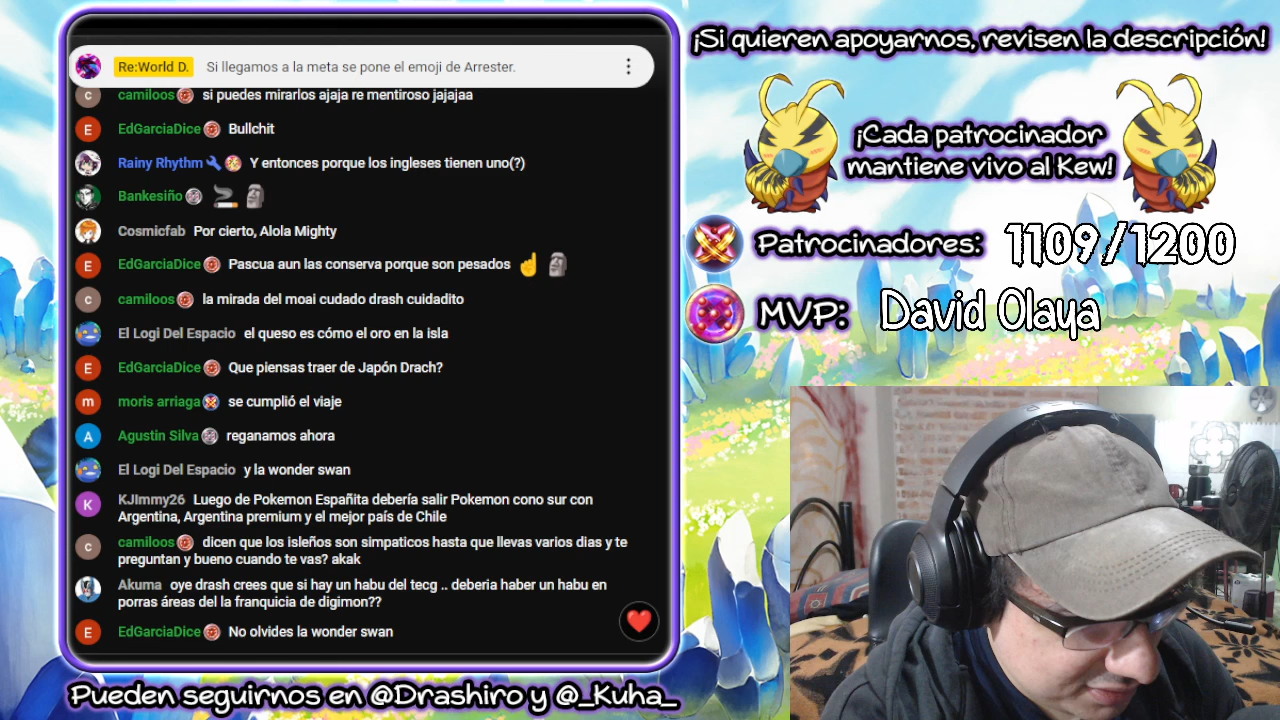 Re:World D. Si llegamos a la meta se pone el emoji de Arrester.
c camiloos si puedes mirarlos ajaja re mentiroso jajajaa
E EdGarciaDice Bullchit
Rainy Rhythm Y entonces porque los ingleses tienen uno(?)
Bankesiño
Cosmicfab Por cierto, Alola Mighty
E EdGarciaDice Pascua aun las conserva porque son pesados
c camiloos la mirada del moai cudado drash cuidadito
El Logi Del Espacio el queso es cómo el oro en la isla
E EdGarciaDice Que piensas traer de Japón Drach?
m moris arriaga se cumplió el viaje
A Agustin Silva reganamos ahora
El Logi Del Espacio y la wonder swan
K KJImmy26 Luego de Pokemon Españita debería salir Pokemon cono sur con
Argentina, Argentina premium y el mejor país de Chile
c camiloos dicen que los isleños son simpaticos hasta que llevas varios dias y te
preguntan y bueno cuando te vas? akak
Akuma oye drash crees que si hay un habu del tecg .. deberia haber un habu en
porras áreas del la franquicia de digimon??
E EdGarciaDice No olvides la wonder swan
Pueden seguirnos en @Drashiro y @_Kuha_
¡Si quieren apoyarnos, revisen la descripción!
¡Cada patrocinador
mantiene vivo al Kew!
Patrocinadores: 1109/1200
MVP: David Olaya